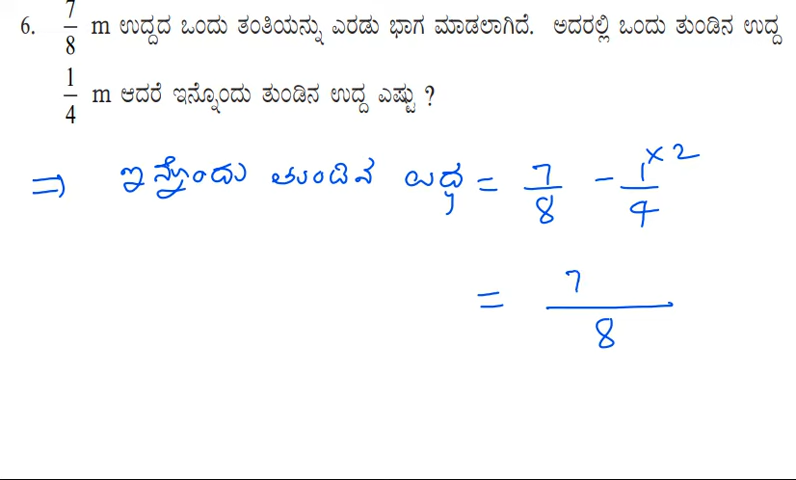 6. 7/8 m ಉದ್ದದ ಒಂದು ತಂತಿಯನ್ನು ಎರಡು ಭಾಗ ಮಾಡಲಾಗಿದೆ. ಅದರಲ್ಲಿ ಒಂದು ತುಂಡಿನ ಉದ್ದ
1/4 m ಆದರೆ ಇನ್ನೊಂದು ತುಂಡಿನ ಉದ್ದ ಎಷ್ಟು ?
⇒ ಇನ್ನೊಂದು ತುಂಡಿನ ಉದ್ದ = 7/8 - 1/4 ×2
= 7/8